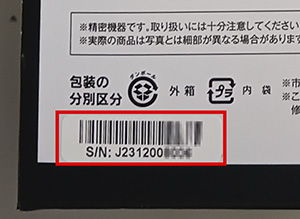 ※精密機器です。取り扱いには十分注意してください
※実際の商品は写真とは細部が異なる場合があ
包装の
分別区分
ダンボール
外箱
プラ
内袋
※市
※こ
修
S/N: J231200